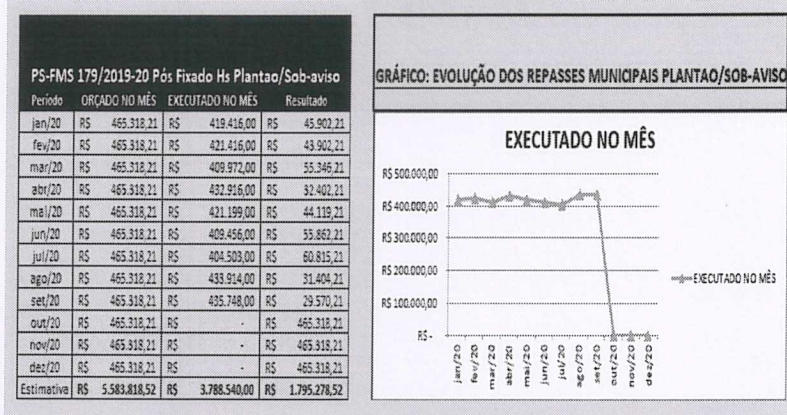 PS-FMS 179/2019-20 Pós Fixado Hs Plantao/Sob-aviso
Período ORÇADO NO MÊS EXECUTADO NO MÊS Resultado
jan/20 R$ 465.318,21 R$ 419.416,00 R$ 45.902,21
fev/20 R$ 465.318,21 R$ 421.416,00 R$ 43.902,21
mar/20 R$ 465.318,21 R$ 409.972,00 R$ 55.346,21
abr/20 R$ 465.318,21 R$ 432.916,00 R$ 32.402,21
mai/20 R$ 465.318,21 R$ 421.199,00 R$ 44.119,21
jun/20 R$ 465.318,21 R$ 409.456,00 R$ 55.862,21
jul/20 R$ 465.318,21 R$ 404.503,00 R$ 60.815,21
ago/20 R$ 465.318,21 R$ 433.914,00 R$ 31.404,21
set/20 R$ 465.318,21 R$ 435.748,00 R$ 29.570,21
out/20 R$ 465.318,21 R$ - R$ 465.318,21
nov/20 R$ 465.318,21 R$ - R$ 465.318,21
dez/20 R$ 465.318,21 R$ - R$ 465.318,21
Estimativa R$ 5.583.818,52 R$ 3.788.540,00 R$ 1.795.278,52
GRÁFICO: EVOLUÇÃO DOS REPASSES MUNICIPAIS PLANTAO/SOB-AVISO
EXECUTADO NO MÊS
R$ 500.000,00
R$ 400.000,00
R$ 300.000,00
R$ 200.000,00
R$ 100.000,00
R$ -
jan/20
fev/20
mar/20
abr/20
mai/20
jun/20
jul/20
ago/20
set/20
out/20
nov/20
dez/20
EXECUTADO NO MÊS